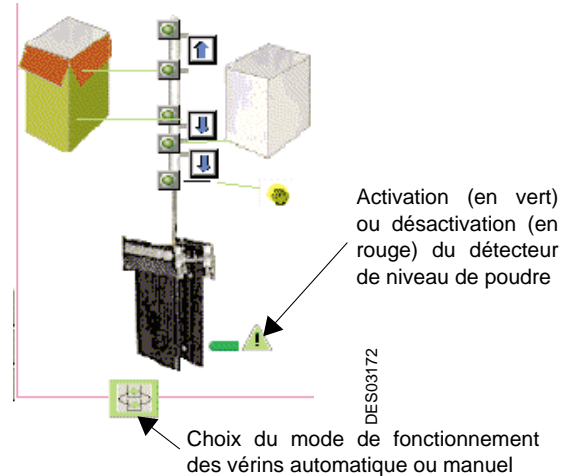 Activation (en vert)
ou désactivation (en
rouge) du détecteur
de niveau de poudre
DES03172
Choix du mode de fonctionnement
des vérins automatique ou manuel